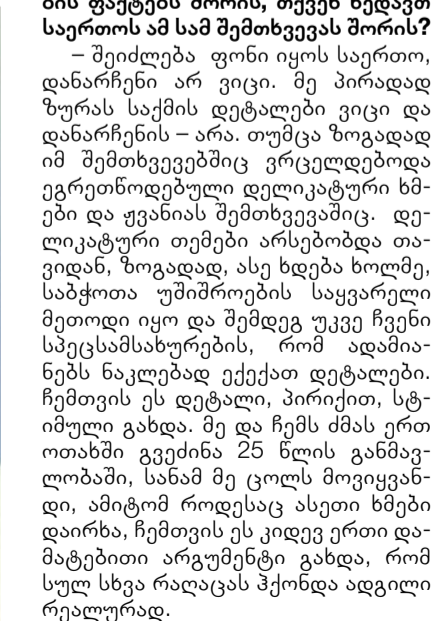 ბის ფაქტებს შორის, თქვენ ხედავთ
საერთოს ამ სამ შემთხვევას შორის?
– შეიძლება ფონი იყოს საერთო,
დანარჩენი არ ვიცი. მე პირადად
ზურას საქმის დეტალები ვიცი და
დანარჩენის – არა. თუმცა ზოგადად
იმ შემთხვევებშიც ვრცელდებოდა
ეგრეთწოდებული დელიკატური ხმ-
ები და ჟვანიას შემთხვევაშიც. დე-
ლიკატური თემები არსებობდა თა-
ვიდან, ზოგადად, ასე ხდება ხოლმე,
საბჭოთა უშიშროების საყვარელი
მეთოდი იყო და შემდეგ უკვე ჩვენი
სპეცსამსახურების, რომ ადამია-
ნებს ნაკლებად ექექათ დეტალები.
ჩემთვის ეს დეტალი, პირიქით, სტ-
იმული გახდა. მე და ჩემს ძმას ერთ
ოთახში გვეძინა 25 წლის განმავ-
ლობაში, სანამ მე ცოლს მოვიყვან-
დი, ამიტომ როდესაც ასეთი ხმები
დაირხა, ჩემთვის ეს კიდევ ერთი და-
მატებითი არგუმენტი გახდა, რომ
სულ სხვა რაღაცას ჰქონდა ადგილი
რეალურად.